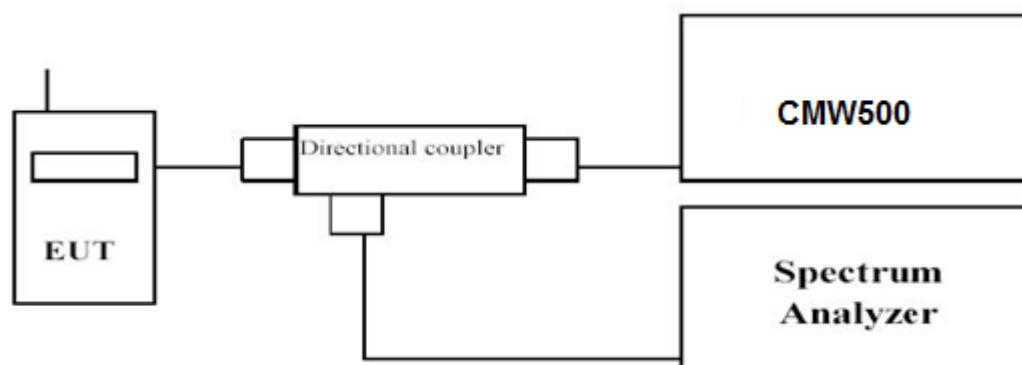 EUT
Directional coupler
CMW500
Spectrum
Analyzer